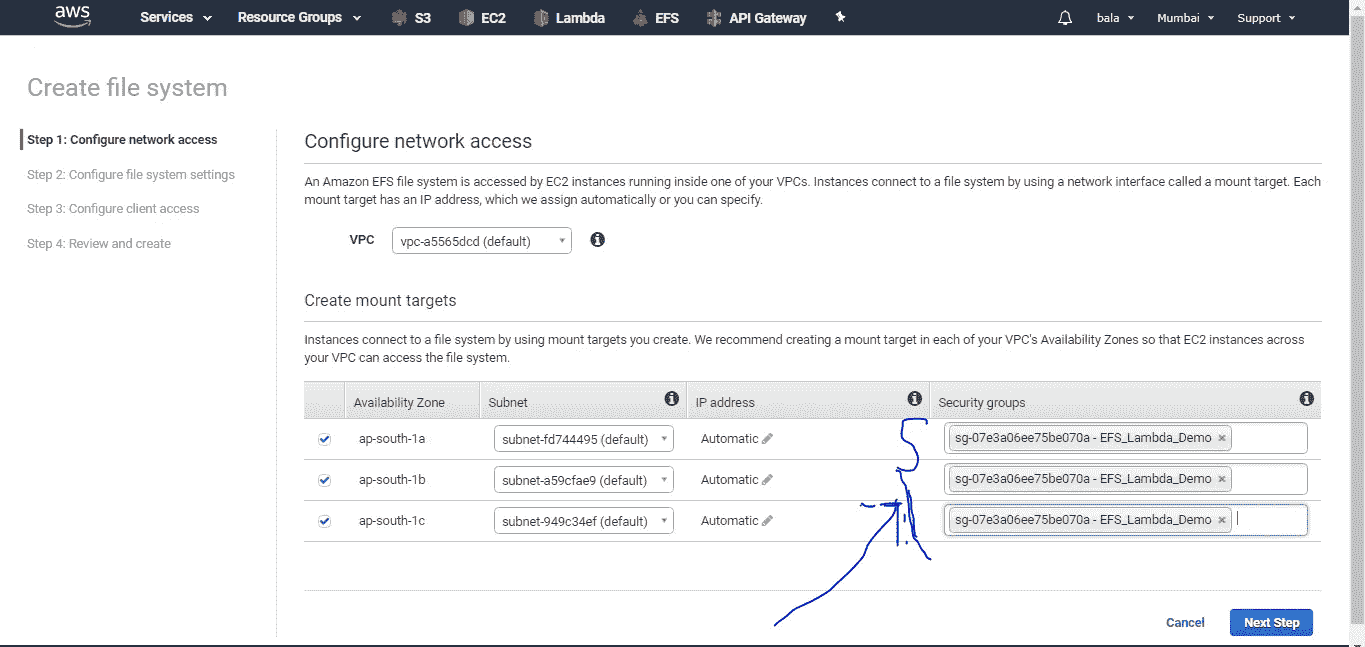 aws Services Resource Groups S3 EC2 Lambda EFS API Gateway bala Mumbai Support
Create file system
Step 1: Configure network access
Step 2: Configure file system settings
Step 3: Configure client access
Step 4: Review and create
Configure network access
An Amazon EFS file system is accessed by EC2 instances running inside one of your VPCs. Instances connect to a file system by using a network interface called a mount target. Each
mount target has an IP address, which we assign automatically or you can specify.
VPC vpc-a5565dcd (default)
Create mount targets
Instances connect to a file system by using mount targets you create. We recommend creating a mount target in each of your VPC's Availability Zones so that EC2 instances across
your VPC can access the file system.
Availability Zone Subnet IP address Security groups
ap-south-1a subnet-fd744495 (default) Automatic sg-07e3a06ee75be070a - EFS_Lambda_Demo ×
ap-south-1b subnet-a59cfae9 (default) Automatic sg-07e3a06ee75be070a - EFS_Lambda_Demo ×
ap-south-1c subnet-949c34ef (default) Automatic sg-07e3a06ee75be070a - EFS_Lambda_Demo ×
Cancel Next Step